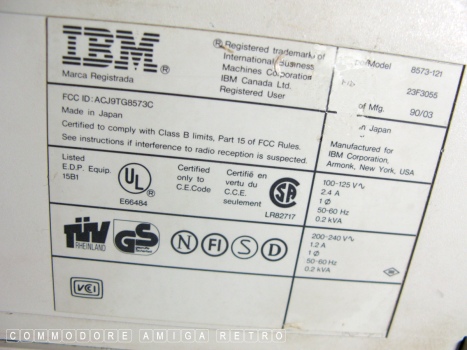 IBM®
Marca Registrada
® Registered trademark of
International Business
Machines Corporation
IBM Canada Ltd.
Registered User
/Model 8573-121
23F3055
of Mfg. 90/03
FCC ID: ACJ9TG8573C
Made in Japan
Certified to comply with Class B limits, Part 15 of FCC Rules.
See instructions if interference to radio reception is suspected.
in Japan
Manufactured for
IBM Corporation,
Armonk, New York, USA
Listed
E.D.P. Equip.
15B1
UL®
E66484
Certified
only to
C.E.Code
Certifié en
vertu du
C.C.E.
seulement
SA
LR82717
100-125 V
2.4 A
1 Ø
50-60 Hz
0.2 kVA
TÜV
RHEINLAND
GS
N FI S D
200-240 V
1.2 A
1 Ø
50-60 Hz
0.2 kVA
VCI
COMMODORE AMIGA RETRO